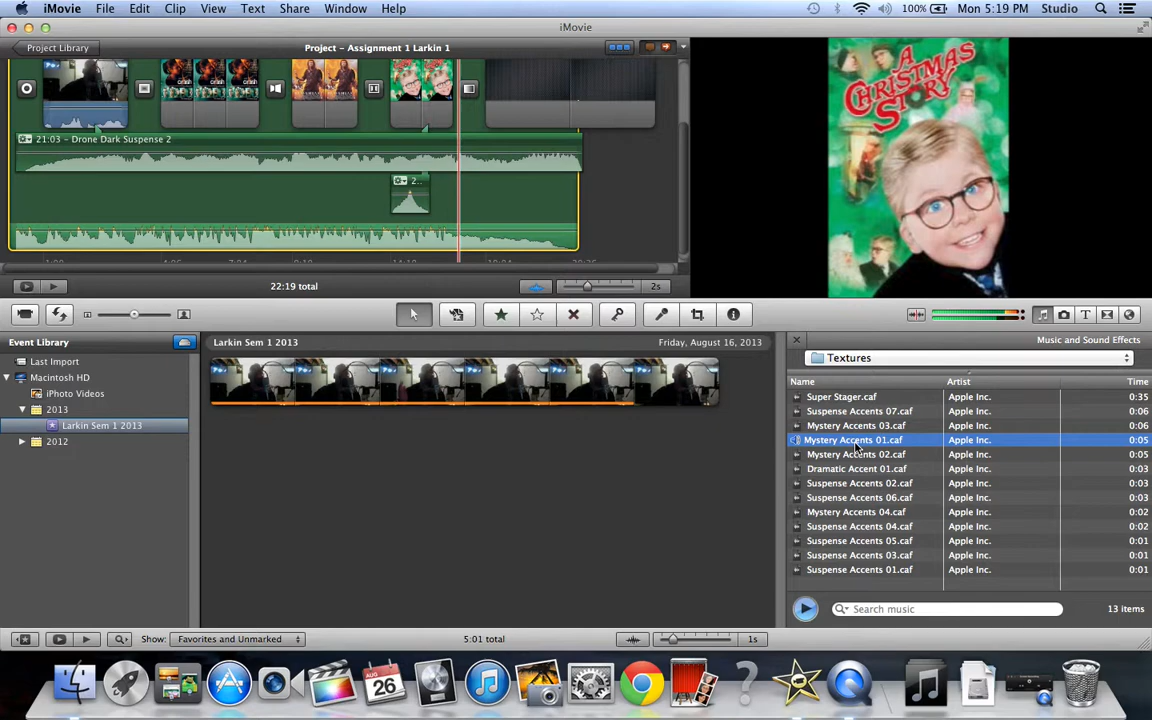 iMovie File Edit Clip View Text Share Window Help 100% Mon 5:19 PM Studio
iMovie
Project Library Project - Assignment 1 Larkin 1
A CHRISTMAS STORY
21:03 - Drone Dark Suspense 2
2..
22:19 total 2s
Event Library
Last Import
Macintosh HD
iPhoto Videos
2013
Larkin Sem 1 2013
2012
Larkin Sem 1 2013 Friday, August 16, 2013
Music and Sound Effects
Textures
Name Artist Time
Super Stager.caf Apple Inc. 0:35
Suspense Accents 07.caf Apple Inc. 0:06
Mystery Accents 03.caf Apple Inc. 0:06
Mystery Accents 01.caf Apple Inc. 0:05
Mystery Accents 02.caf Apple Inc. 0:05
Dramatic Accent 01.caf Apple Inc. 0:03
Suspense Accents 02.caf Apple Inc. 0:03
Suspense Accents 06.caf Apple Inc. 0:03
Mystery Accents 04.caf Apple Inc. 0:02
Suspense Accents 04.caf Apple Inc. 0:02
Suspense Accents 05.caf Apple Inc. 0:01
Suspense Accents 03.caf Apple Inc. 0:01
Suspense Accents 01.caf Apple Inc. 0:01
Search music 13 items
Show: Favorites and Unmarked 5:01 total 1s
AUG
26